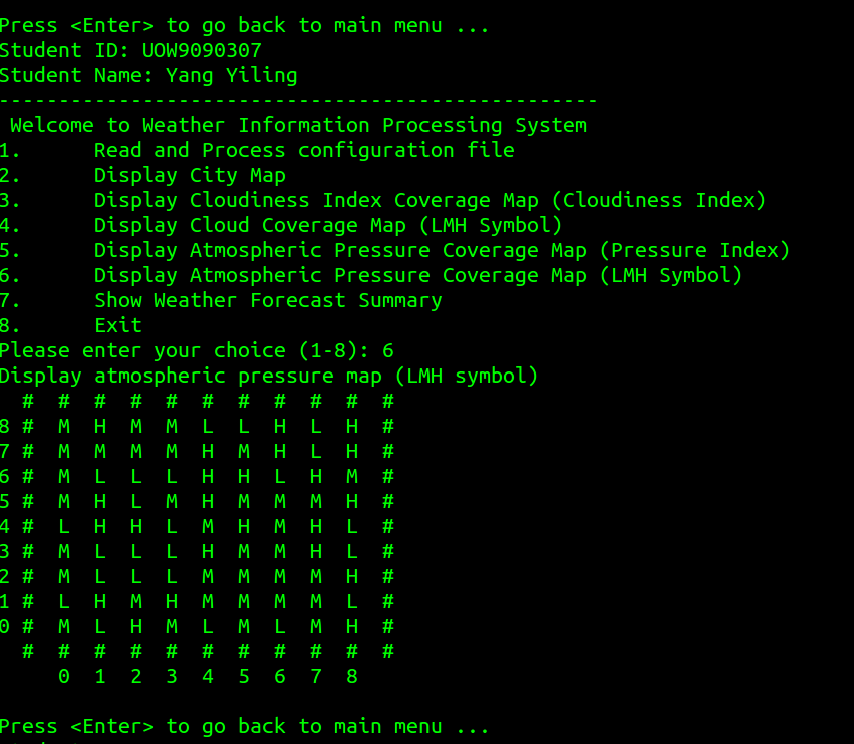 Press <Enter> to go back to main menu ...
Student ID: UOW9090307
Student Name: Yang Yiling
--------------------------------------------------
 Welcome to Weather Information Processing System
1.      Read and Process configuration file
2.      Display City Map
3.      Display Cloudiness Index Coverage Map (Cloudiness Index)
4.      Display Cloud Coverage Map (LMH Symbol)
5.      Display Atmospheric Pressure Coverage Map (Pressure Index)
6.      Display Atmospheric Pressure Coverage Map (LMH Symbol)
7.      Show Weather Forecast Summary
8.      Exit
Please enter your choice (1-8): 6
Display atmospheric pressure map (LMH symbol)
  #  #  #  #  #  #  #  #  #  #  #
8 #  M  H  M  M  L  L  H  L  H  #
7 #  M  M  M  M  H  M  H  L  H  #
6 #  M  L  L  L  H  H  L  H  M  #
5 #  M  H  L  M  H  M  M  M  H  #
4 #  L  H  H  L  M  H  M  H  L  #
3 #  M  L  L  L  H  M  M  H  L  #
2 #  M  L  L  L  M  M  M  M  H  #
1 #  L  H  M  H  M  M  M  M  L  #
0 #  M  L  H  M  L  M  L  M  H  #
  #  #  #  #  #  #  #  #  #  #  #
     0  1  2  3  4  5  6  7  8
Press <Enter> to go back to main menu ...